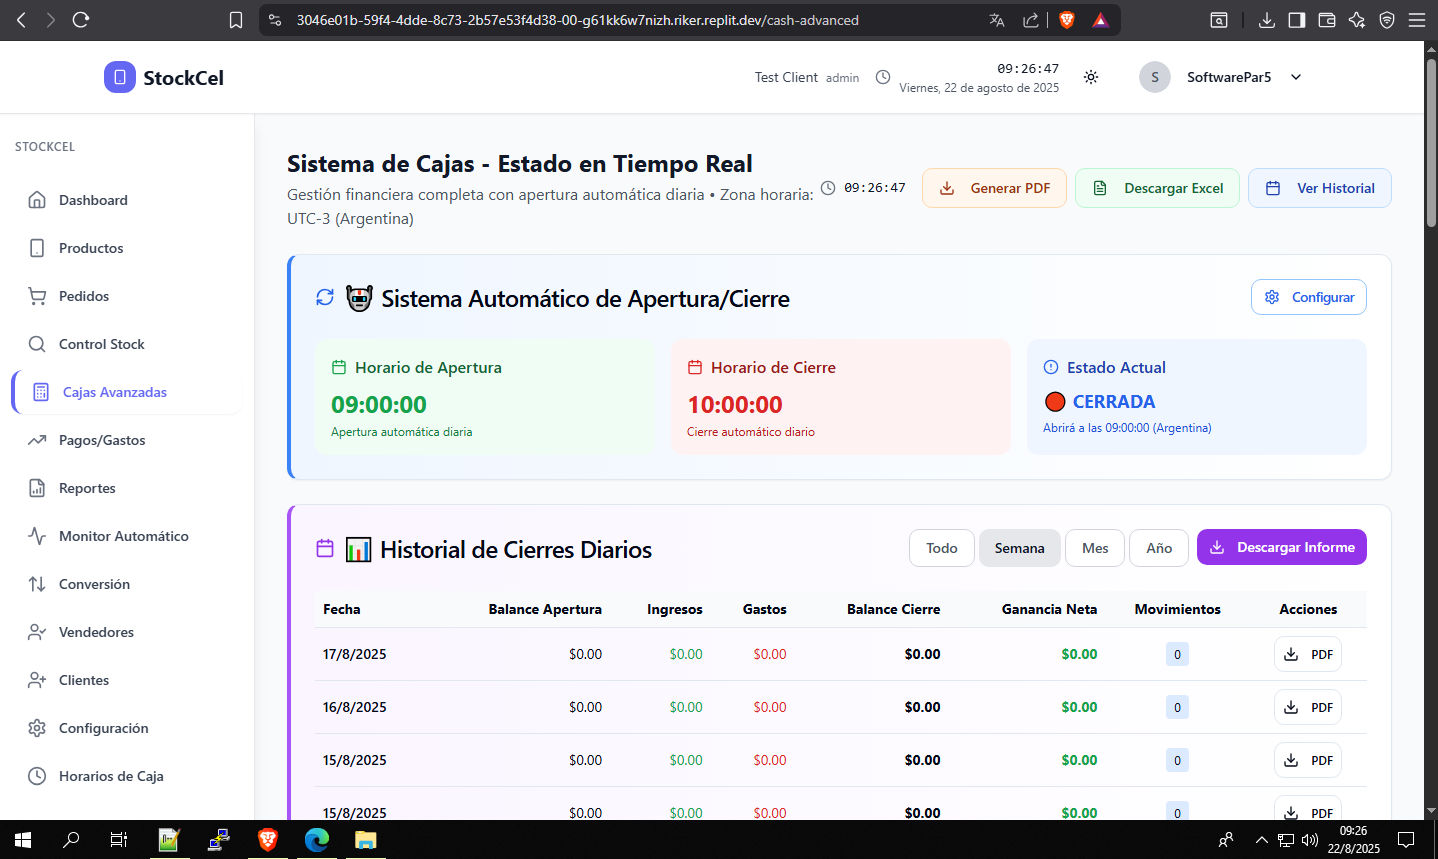 3046e01b-59f4-4dde-8c73-2b57e53f4d38-00-g61kk6w7nizh.riker.replit.dev/cash-advanced
StockCel
Test Client admin
09:26:47
Viernes, 22 de agosto de 2025
S
SoftwarePar5
STOCKCEL
Dashboard
Productos
Pedidos
Control Stock
Cajas Avanzadas
Pagos/Gastos
Reportes
Monitor Automático
Conversión
Vendedores
Clientes
Configuración
Horarios de Caja
Sistema de Cajas - Estado en Tiempo Real
Gestión financiera completa con apertura automática diaria • Zona horaria:
UTC-3 (Argentina)
09:26:47
Generar PDF
Descargar Excel
Ver Historial
Sistema Automático de Apertura/Cierre
Configurar
Horario de Apertura
09:00:00
Apertura automática diaria
Horario de Cierre
10:00:00
Cierre automático diario
Estado Actual
CERRADA
Abrirá a las 09:00:00 (Argentina)
Historial de Cierres Diarios
Todo
Semana
Mes
Año
Descargar Informe
Fecha Balance Apertura Ingresos Gastos Balance Cierre Ganancia Neta Movimientos Acciones
17/8/2025 $0.00 $0.00 $0.00 $0.00 $0.00 0 PDF
16/8/2025 $0.00 $0.00 $0.00 $0.00 $0.00 0 PDF
15/8/2025 $0.00 $0.00 $0.00 $0.00 $0.00 0 PDF
15/8/2025 $0.00 $0.00 $0.00 $0.00 $0.00 0 PDF
09:26
22/8/2025